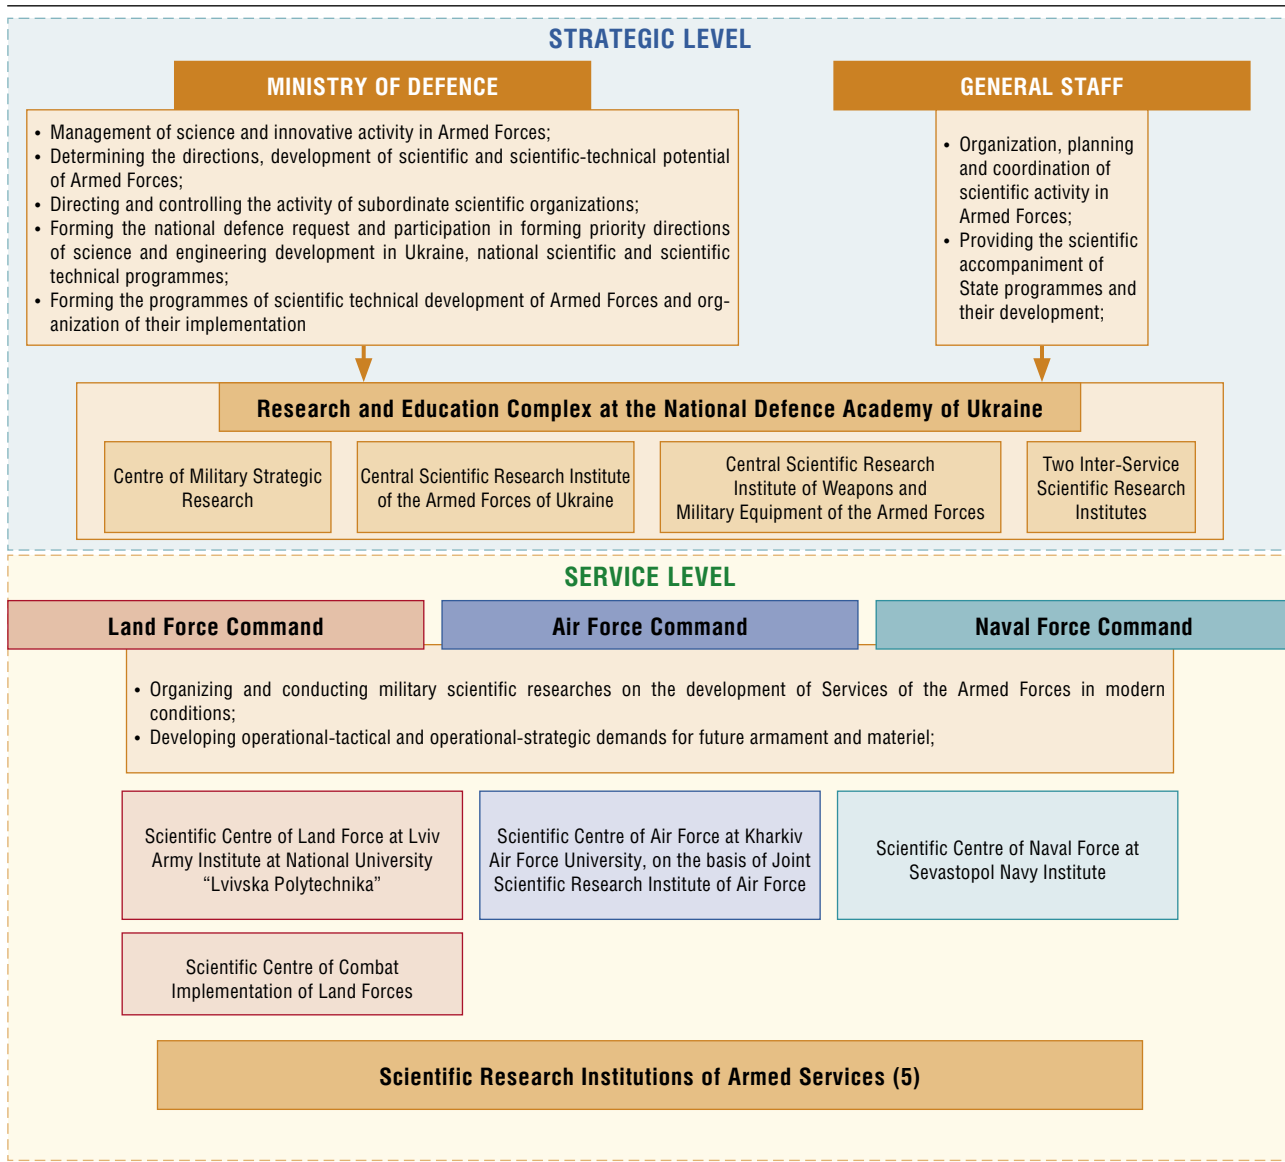 STRATEGIC LEVEL
MINISTRY OF DEFENCE
• Management of science and innovative activity in Armed Forces;
• Determining the directions, development of scientific and scientific-technical potential
of Armed Forces;
• Directing and controlling the activity of subordinate scientific organizations;
• Forming the national defence request and participation in forming priority directions
of science and engineering development in Ukraine, national scientific and scientific
technical programmes;
• Forming the programmes of scientific technical development of Armed Forces and org-
anization of their implementation
GENERAL STAFF
• Organization, planning
and coordination of
scientific activity in
Armed Forces;
• Providing the scientific
accompaniment of
State programmes and
their development;
Research and Education Complex at the National Defence Academy of Ukraine
Centre of Military Strategic
Research
Central Scientific Research Institute
of the Armed Forces of Ukraine
Central Scientific Research
Institute of Weapons and
Military Equipment of the Armed Forces
Two Inter-Service
Scientific Research
Institutes
SERVICE LEVEL
Land Force Command
Air Force Command
Naval Force Command
• Organizing and conducting military scientific researches on the development of Services of the Armed Forces in modern
conditions;
• Developing operational-tactical and operational-strategic demands for future armament and materiel;
Scientific Centre of Land Force at Lviv
Army Institute at National University
“Lvivska Polytechnika”
Scientific Centre of Air Force at Kharkiv
Air Force University, on the basis of Joint
Scientific Research Institute of Air Force
Scientific Centre of Naval Force at
Sevastopol Navy Institute
Scientific Centre of Combat
Implementation of Land Forces
Scientific Research Institutions of Armed Services (5)